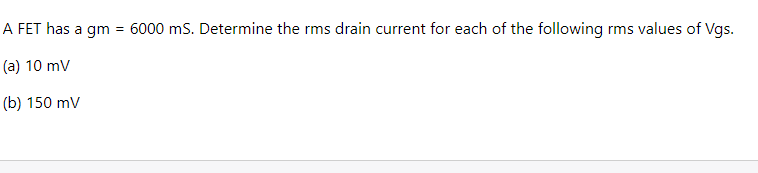 A FET has a gm = 6000 mS. Determine the rms drain current for each of the following rms values of Vgs.
(a) 10 mV
(b) 150 mV